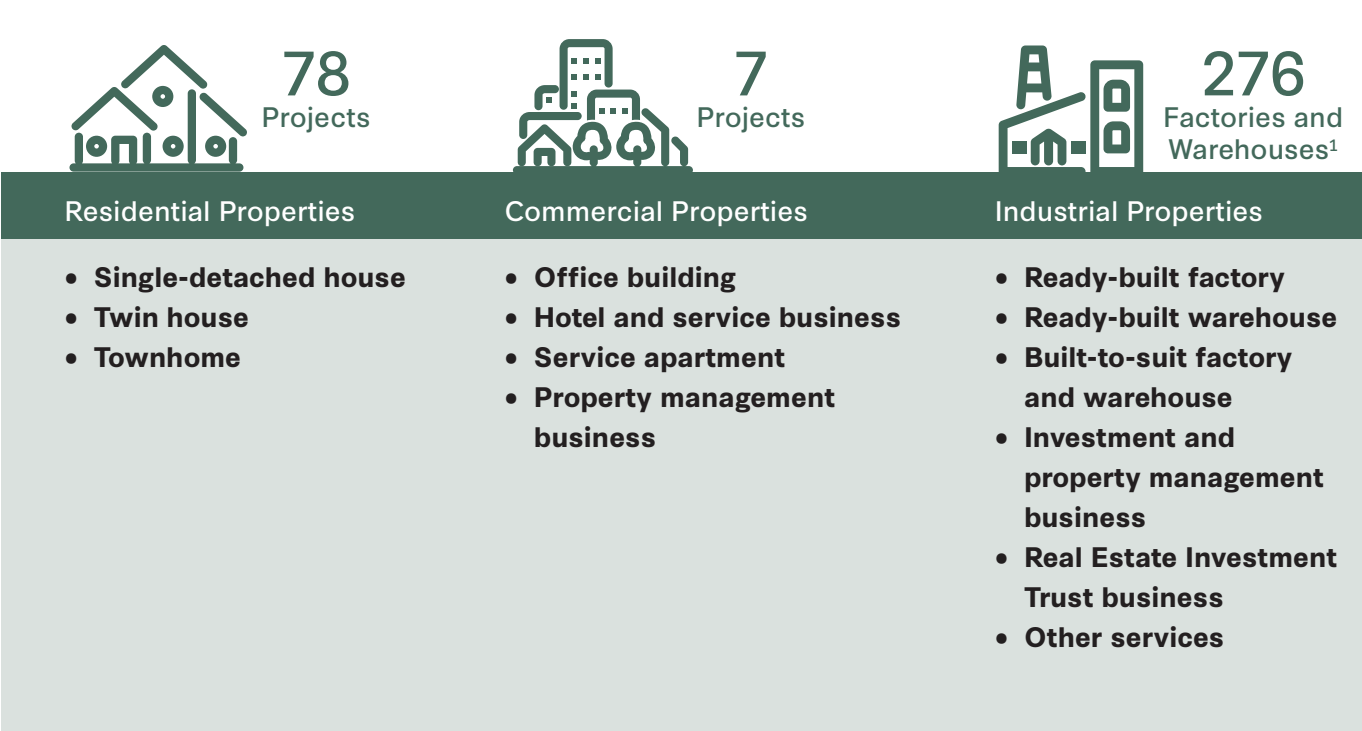 78
Projects
Residential Properties
• Single-detached house
• Twin house
• Townhome
7
Projects
Commercial Properties
• Office building
• Hotel and service business
• Service apartment
• Property management
business
276
Factories and
Warehouses¹
Industrial Properties
• Ready-built factory
• Ready-built warehouse
• Built-to-suit factory
and warehouse
• Investment and
property management
business
• Real Estate Investment
Trust business
• Other services